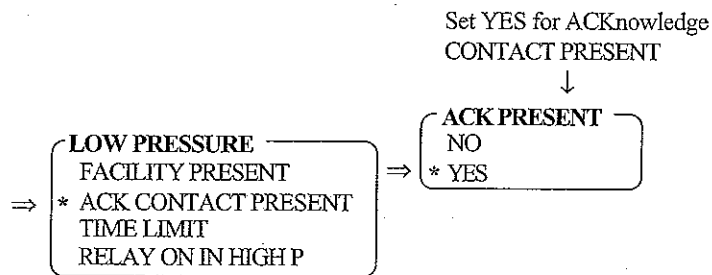 Set YES for ACKnowledge
CONTACT PRESENT
↓
ACK PRESENT
NO
* YES
⇒
LOW PRESSURE
FACILITY PRESENT
⇒ * ACK CONTACT PRESENT
TIME LIMIT
RELAY ON IN HIGH P